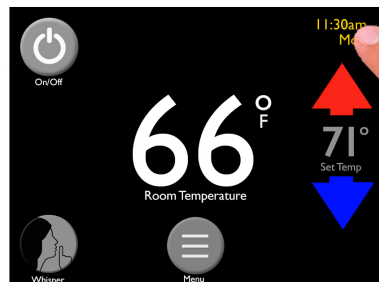 11:30am
On/Off
66°
F
Room Temperature
71°
Set Temp
Whisper
Menu